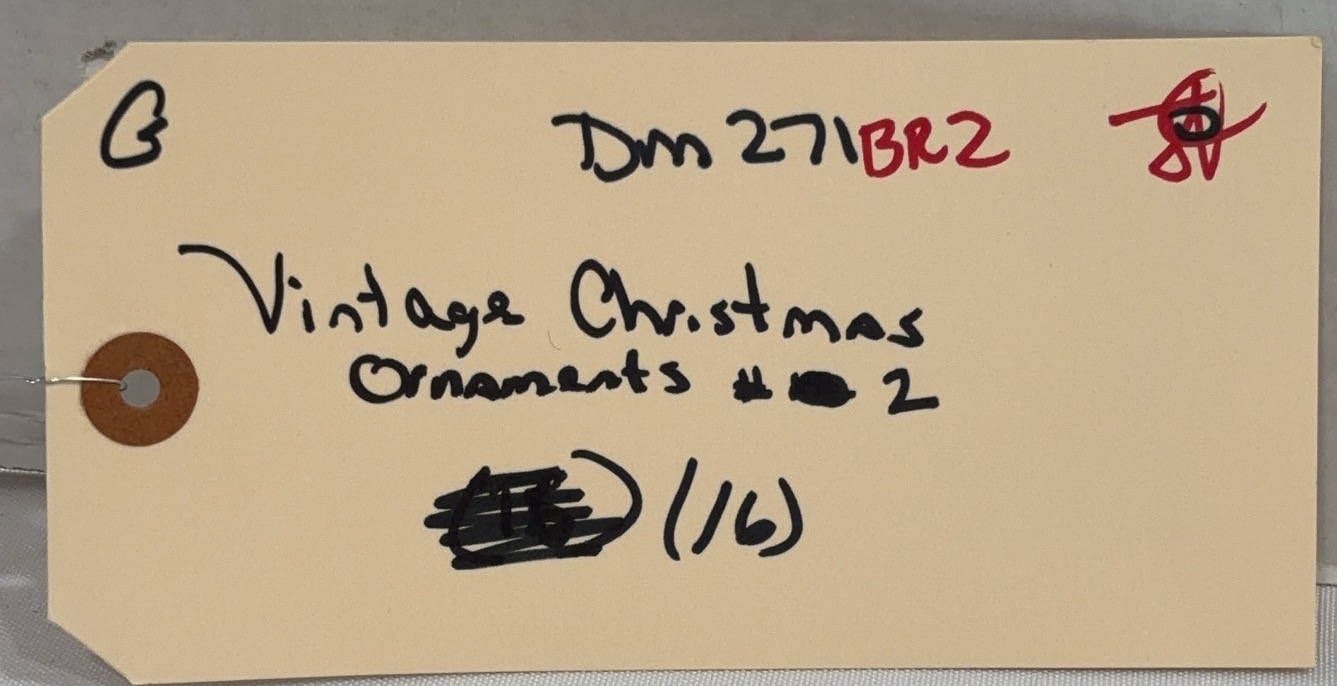 G Dm 271BR2
Vintage Christmas
Ornaments # 2
(16)